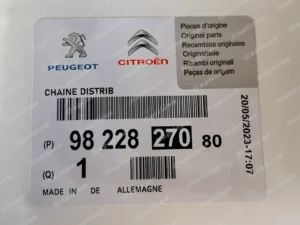 PEUGEOT
CITROËN
Pièces d'origine
Original parts
Recambios originales
Originalteile
Ricambi originali
Peças de origem
CHAINE DISTRIB
(P) 98 228 270 80
(Q) 1
MADE IN DE ALLEMAGNE
20/05/2023-17:07